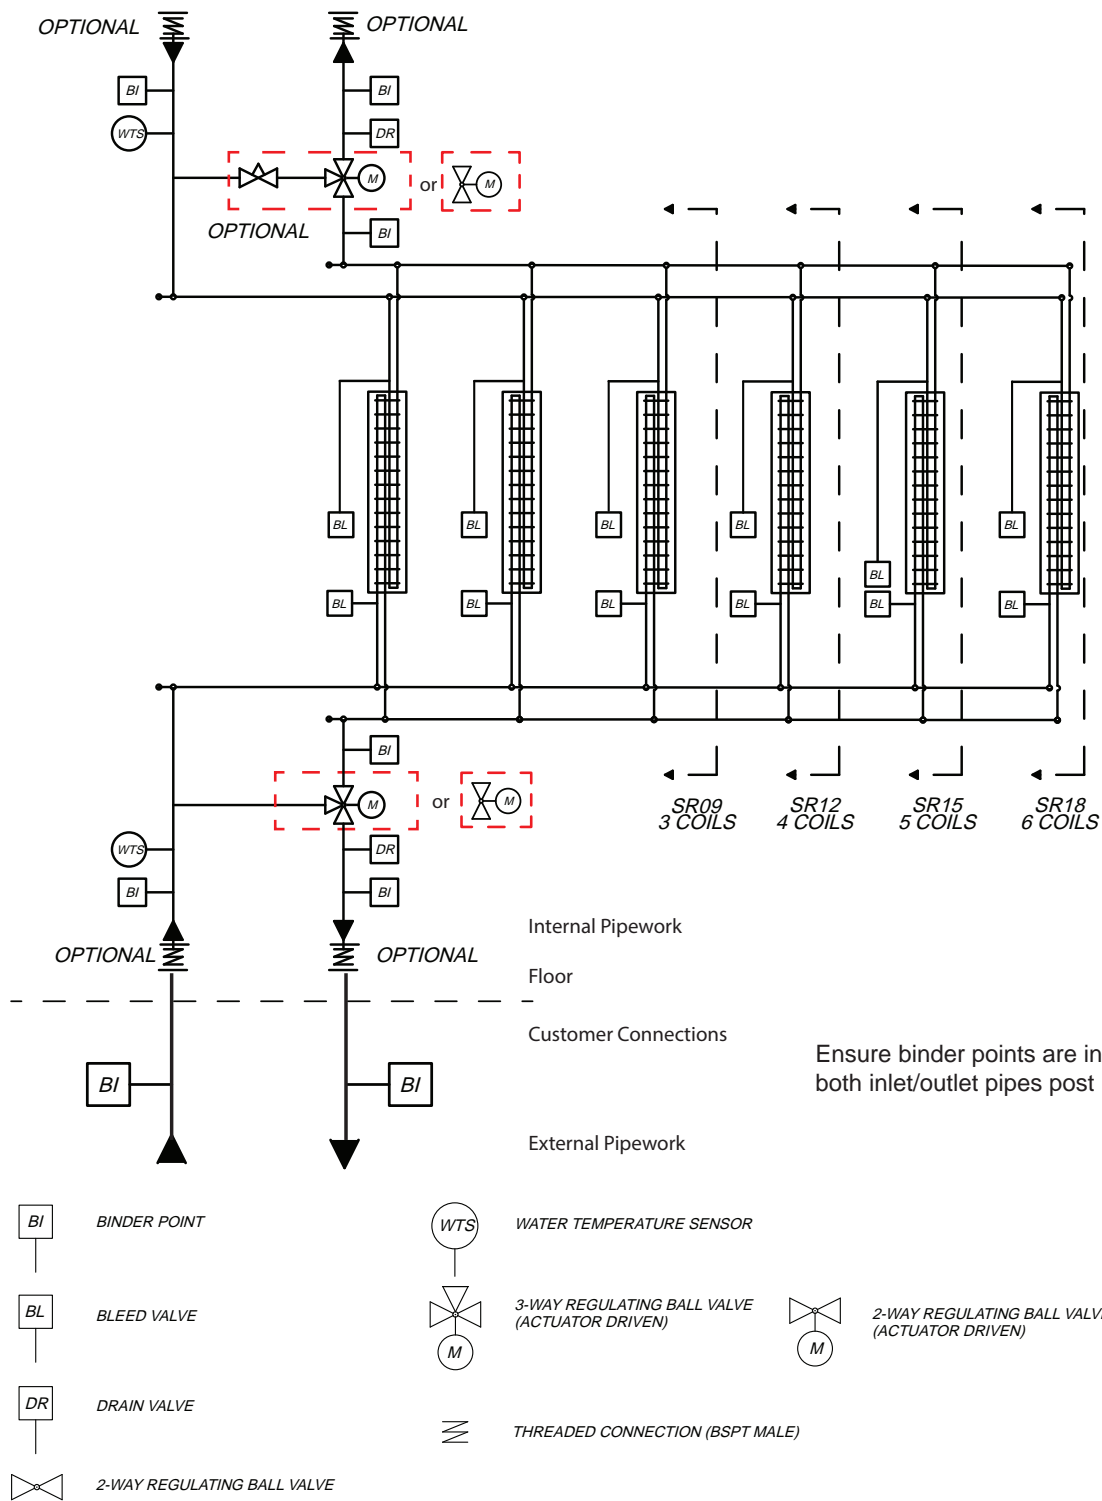 OPTIONAL
OPTIONAL
BI
BI
WTS
DR
M
or
M
OPTIONAL
BI
BL
BL
BL
BL
BL
BL
BL
BL
BL
BL
BL
BL
BI
M
or
M
SR09
3 COILS
SR12
4 COILS
SR15
5 COILS
SR18
6 COILS
WTS
DR
BI
BI
OPTIONAL
OPTIONAL
Internal Pipework
Floor
Customer Connections
Ensure binder points are in
both inlet/outlet pipes post
BI
BI
External Pipework
BI
BINDER POINT
WTS
WATER TEMPERATURE SENSOR
BL
BLEED VALVE
3-WAY REGULATING BALL VALVE
(ACTUATOR DRIVEN)
M
2-WAY REGULATING BALL VALV
(ACTUATOR DRIVEN)
M
DR
DRAIN VALVE
THREADED CONNECTION (BSPT MALE)
2-WAY REGULATING BALL VALVE